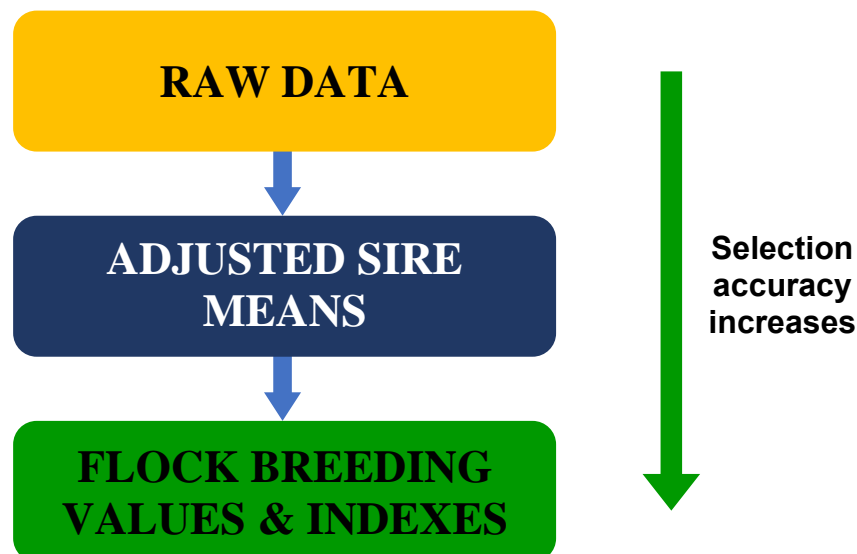 RAW DATA
ADJUSTED SIRE
MEANS
FLOCK BREEDING
VALUES & INDEXES
Selection
accuracy
increases